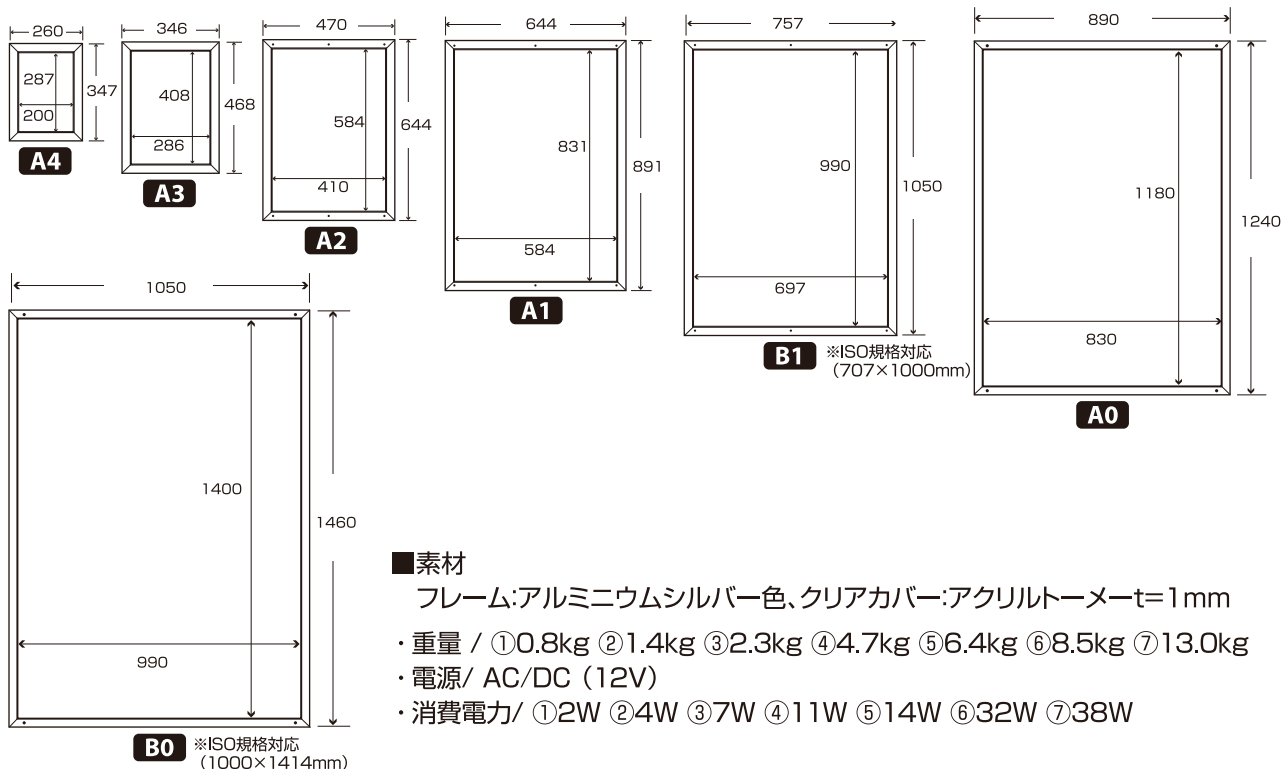 260
287
200
347
A4
346
408
286
468
A3
470
584
410
644
A2
644
831
584
891
A1
757
990
697
1050
B1
※ISO規格対応
（707×1000mm）
890
1180
830
1240
A0
1050
1400
990
1460
B0
※ISO規格対応
（1000×1414mm）
■素材
フレーム:アルミニウムシルバー色、クリアカバー:アクリルトーメーt=1mm
・重量 / ①0.8kg ②1.4kg ③2.3kg ④4.7kg ⑤6.4kg ⑥8.5kg ⑦13.0kg
・電源/ AC/DC（12V）
・消費電力/ ①2W ②4W ③7W ④11W ⑤14W ⑥32W ⑦38W